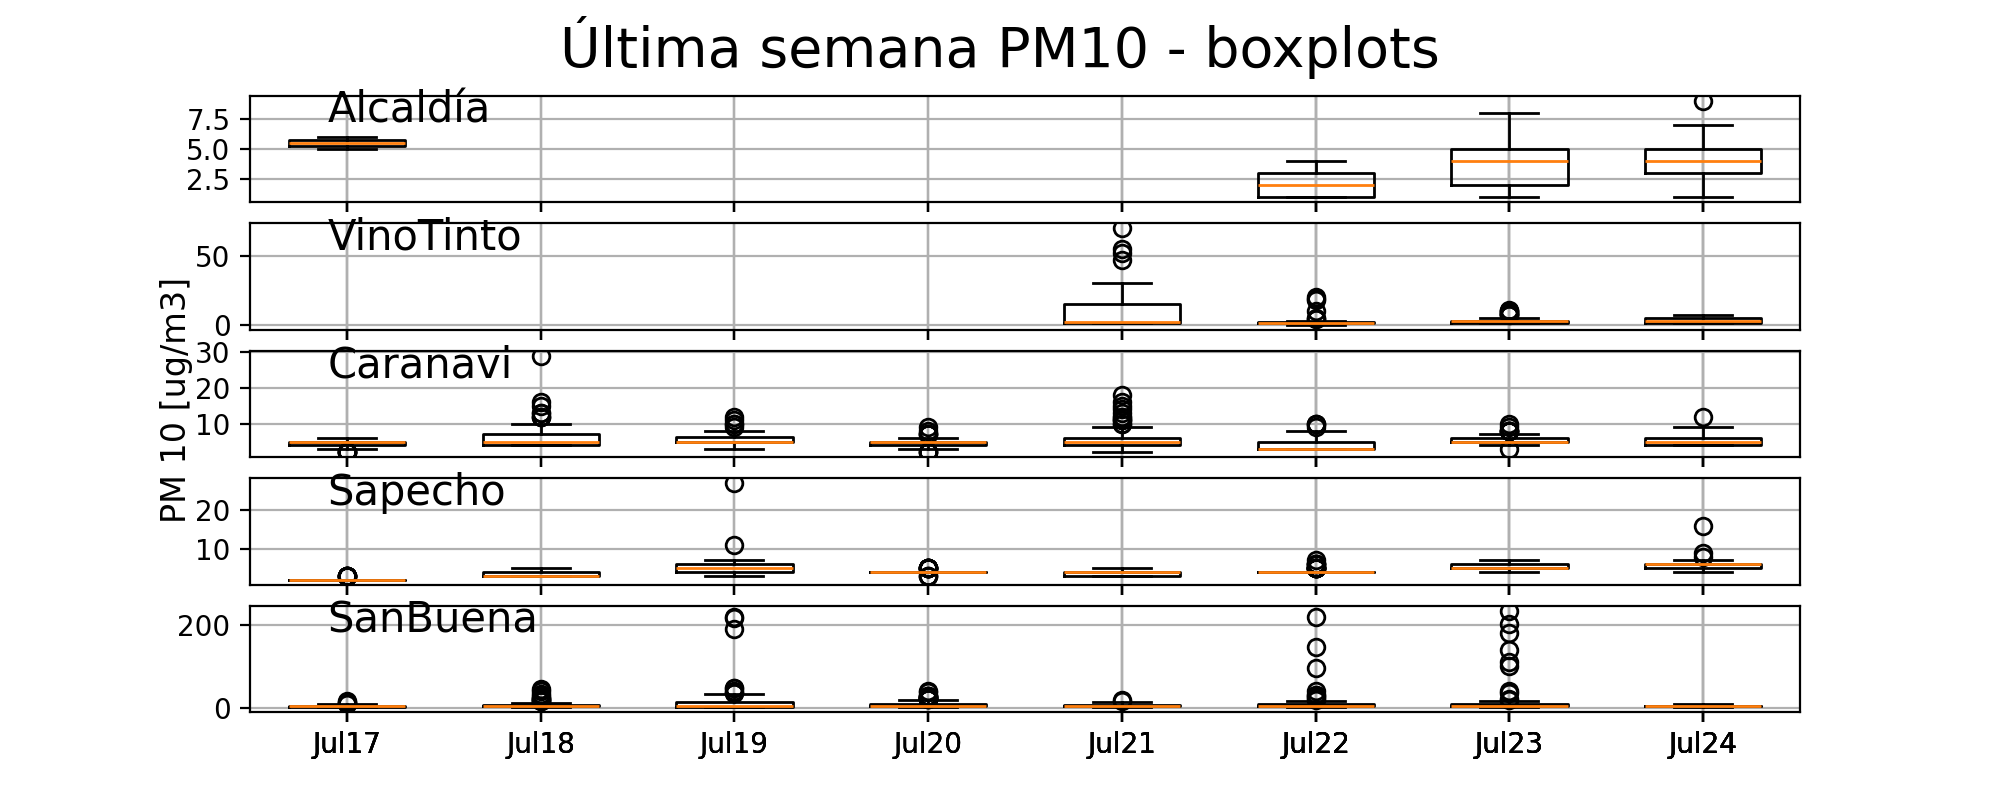 Última semana PM10 - boxplots
Alcaldía
7.5
5.0
2.5
VinoTinto
50
0
PM 10 [ug/m3]
Caranavi
30
20
10
Sapecho
20
10
SanBuena
200
0
Jul17 Jul18 Jul19 Jul20 Jul21 Jul22 Jul23 Jul24